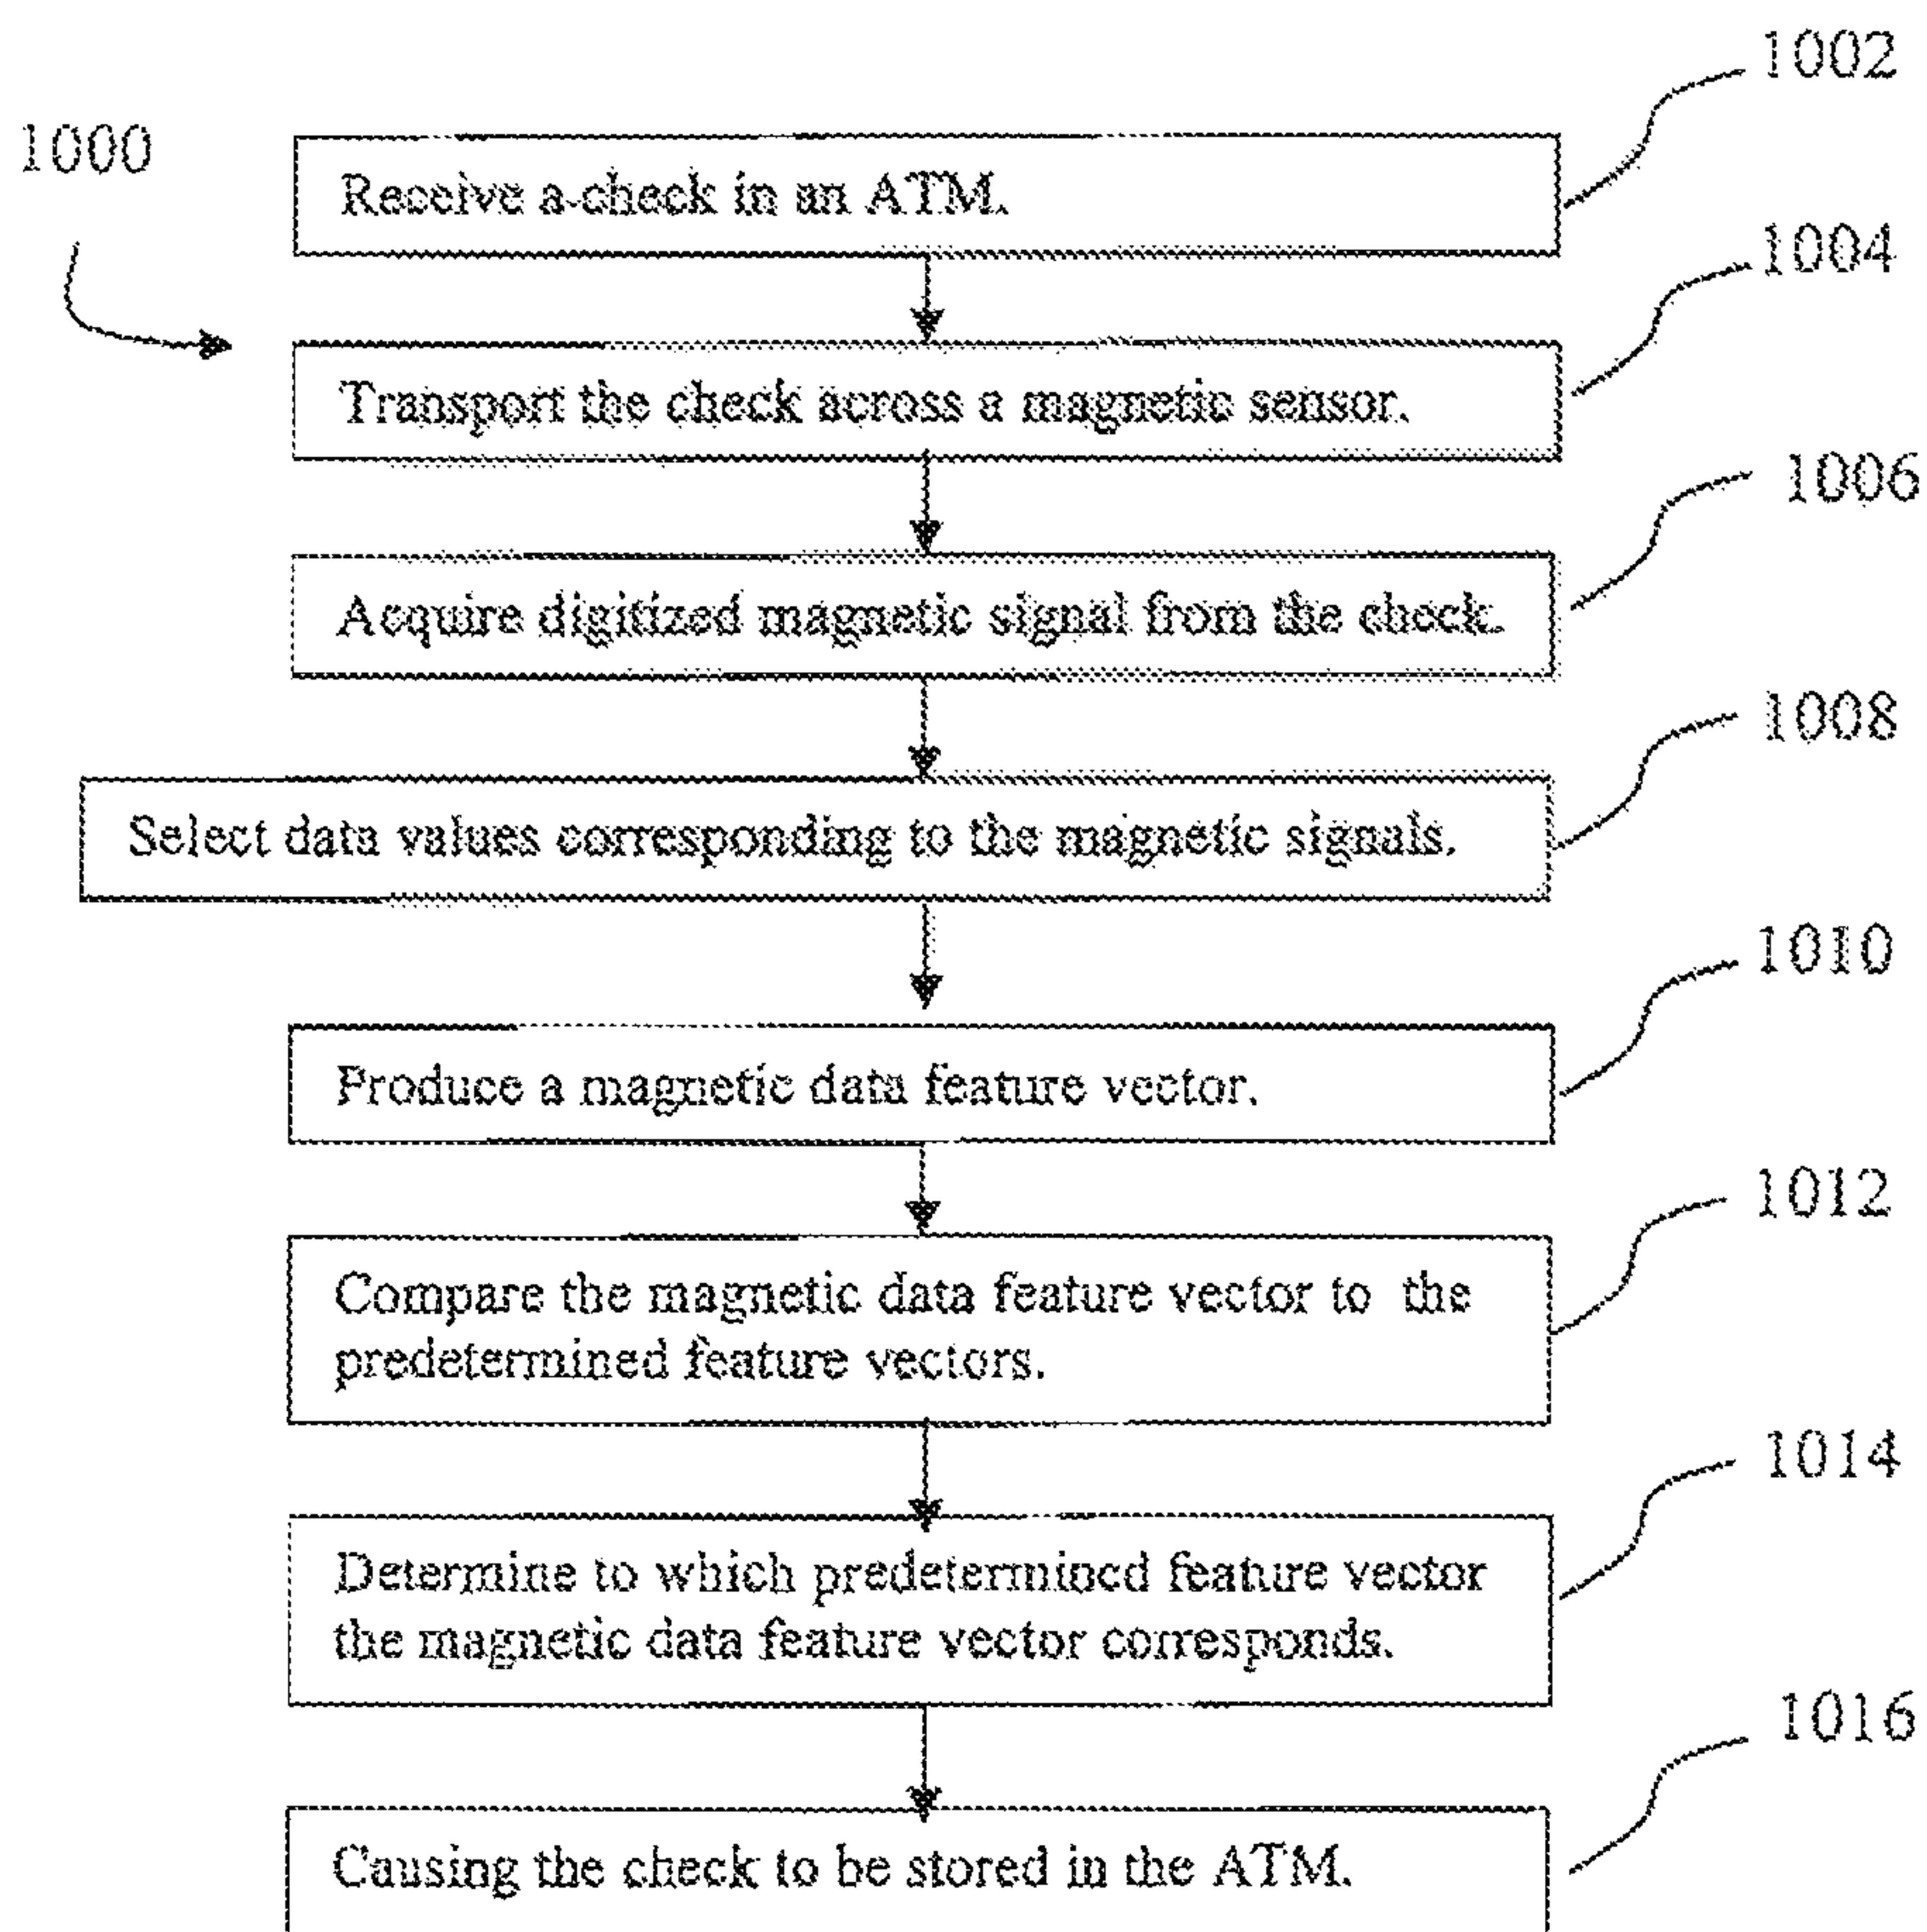 1002
1000
Receive a check in an ATM.
1004
Transport the check across a magnetic sensor.
1006
Acquire digitized magnetic signal from the check.
1008
Select data values corresponding to the magnetic signals.
1010
Produce a magnetic data feature vector.
1012
Compare the magnetic data feature vector to the
predetermined feature vectors.
1014
Determine to which predetermined feature vector
the magnetic data feature vector corresponds.
1016
Causing the check to be stored in the ATM.